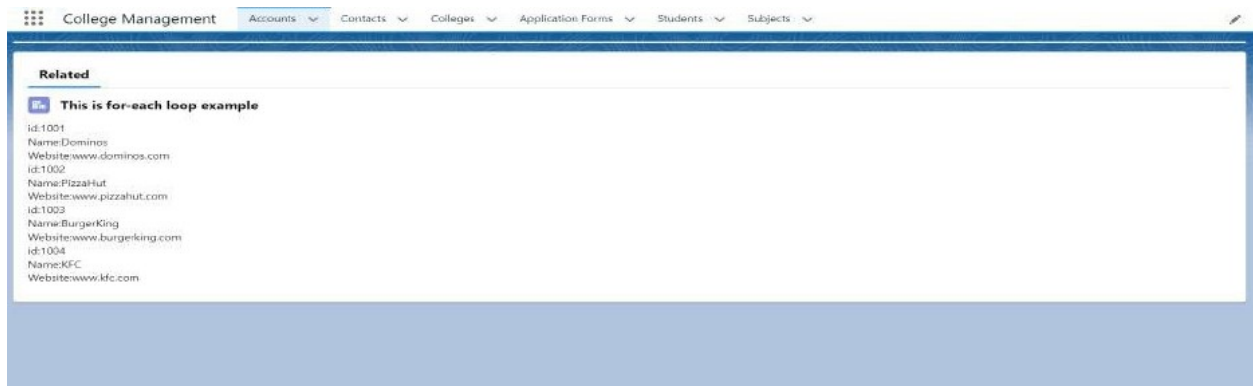 College Management Accounts Contacts Colleges Application Forms Students Subjects
Related
This is for-each loop example
id:1001
Name:Dominos
Website:www.dominos.com
id:1002
Name:PizzaHut
Website:www.pizzahut.com
id:1003
Name:BurgerKing
Website:www.burgerking.com
id:1004
Name:KFC
Website:www.kfc.com